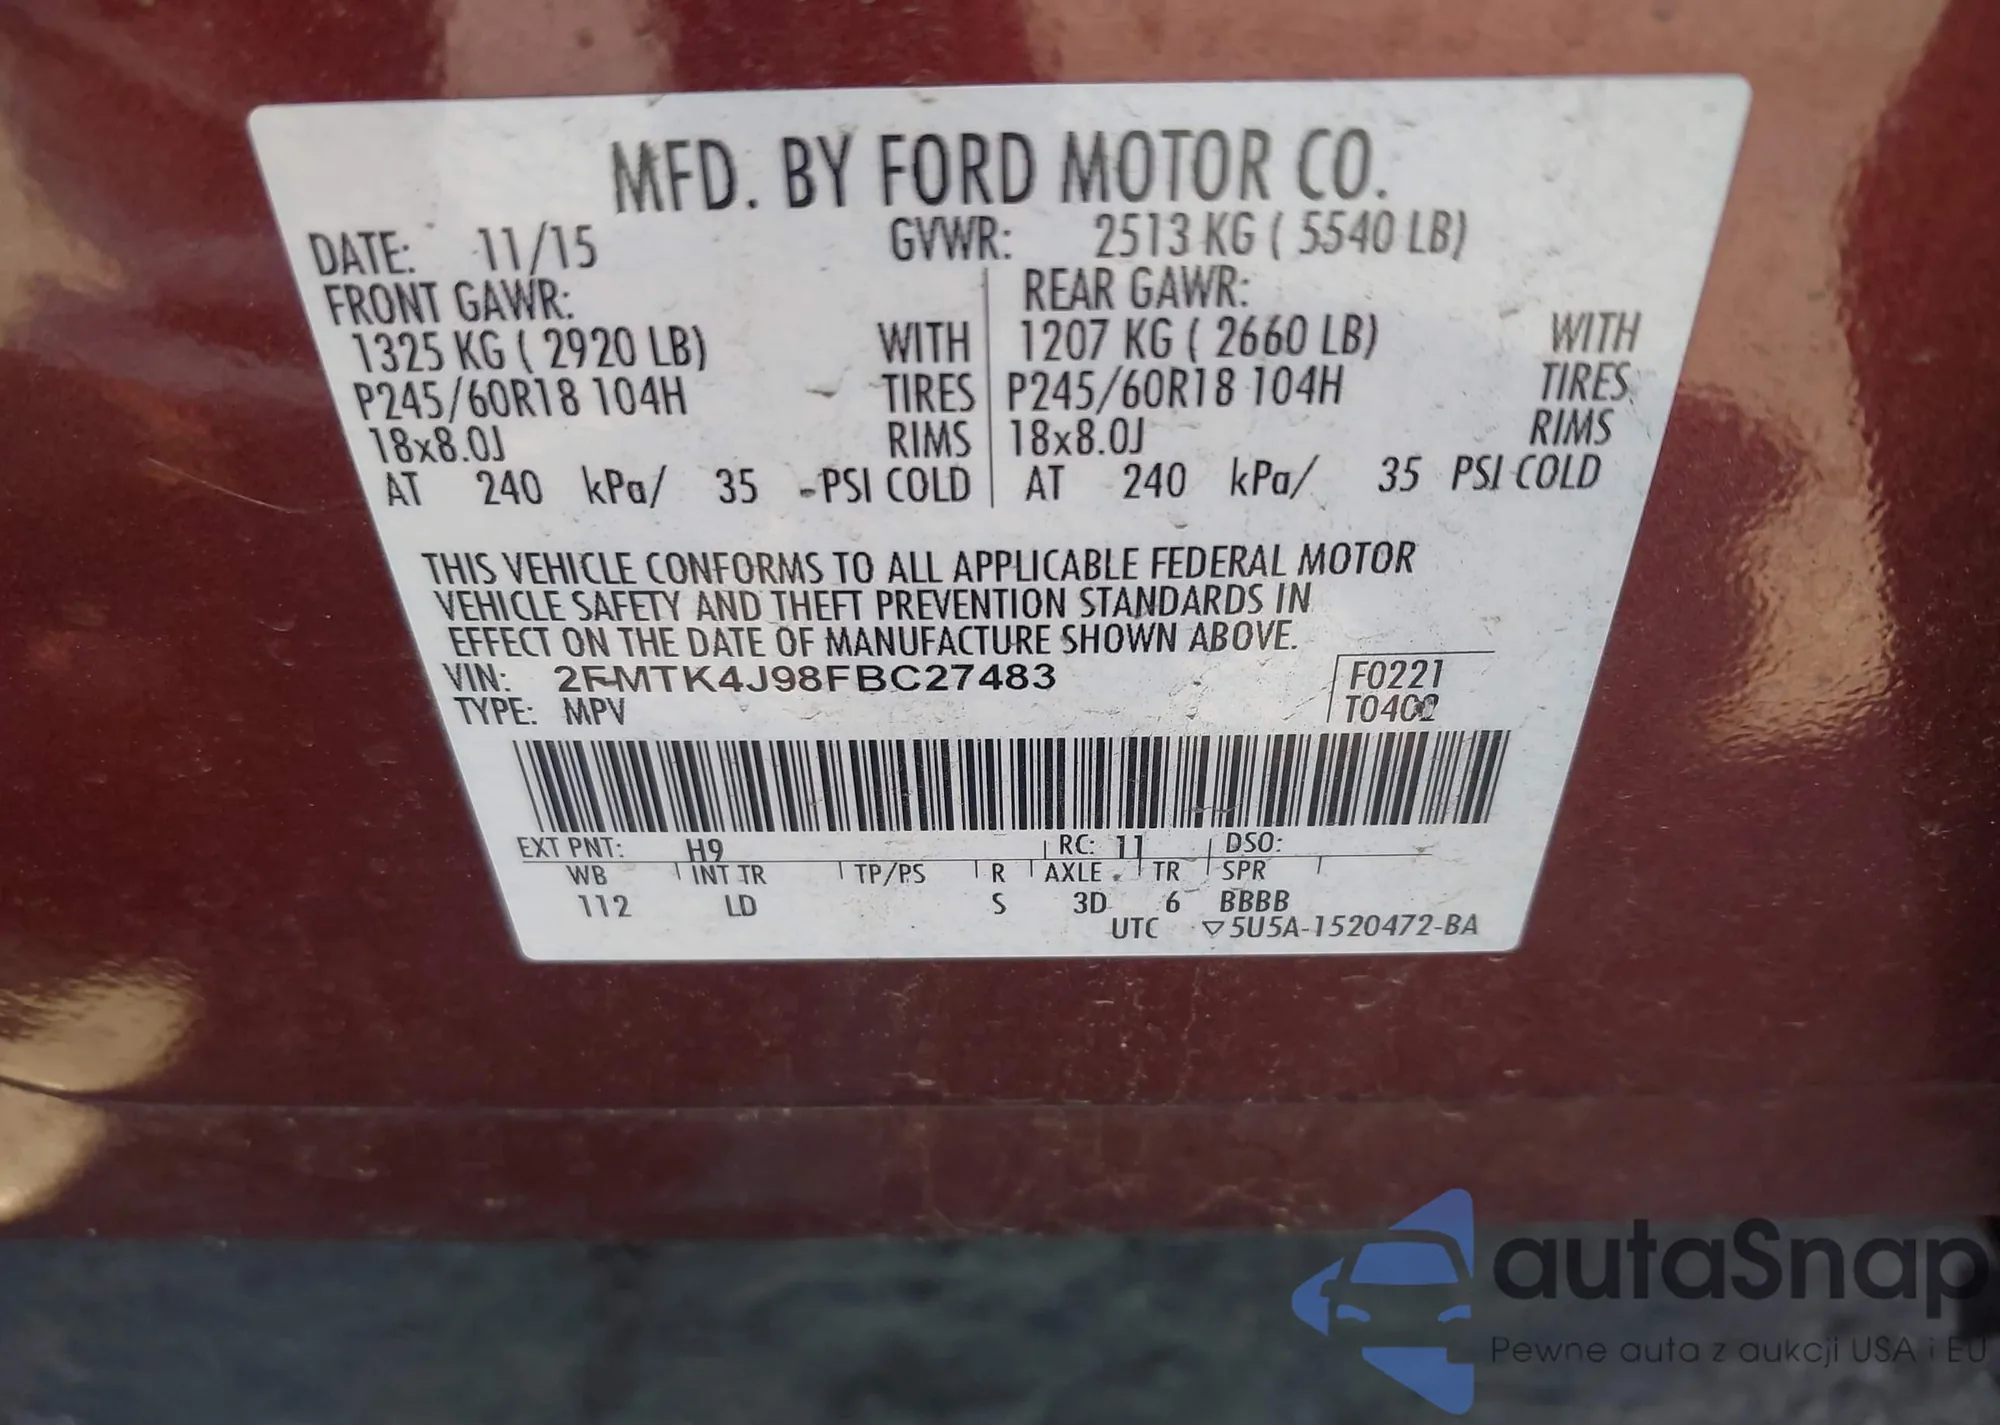 MFD. BY FORD MOTOR CO.
DATE: 11/15 GVWR: 2513 KG ( 5540 LB)
FRONT GAWR: REAR GAWR:
1325 KG ( 2920 LB) WITH 1207 KG ( 2660 LB) WITH
P245/60R18 104H TIRES P245/60R18 104H TIRES
18x8.0J RIMS 18x8.0J RIMS
AT 240 kPa/ 35 PSI COLD AT 240 kPa/ 35 PSI COLD
THIS VEHICLE CONFORMS TO ALL APPLICABLE FEDERAL MOTOR
VEHICLE SAFETY AND THEFT PREVENTION STANDARDS IN
EFFECT ON THE DATE OF MANUFACTURE SHOWN ABOVE.
VIN: 2FMTK4J98FBC27483 F0221
TYPE: MPV
EXT PNT: H9 RC: 11 DSO:
WB INT TR TP/PS R AXLE TR SPR
112 LD S 3D 6 BBBB
UTC ▽5U5A-1520472-BA
autaSnap
Pewne auta z aukcji USA i EU